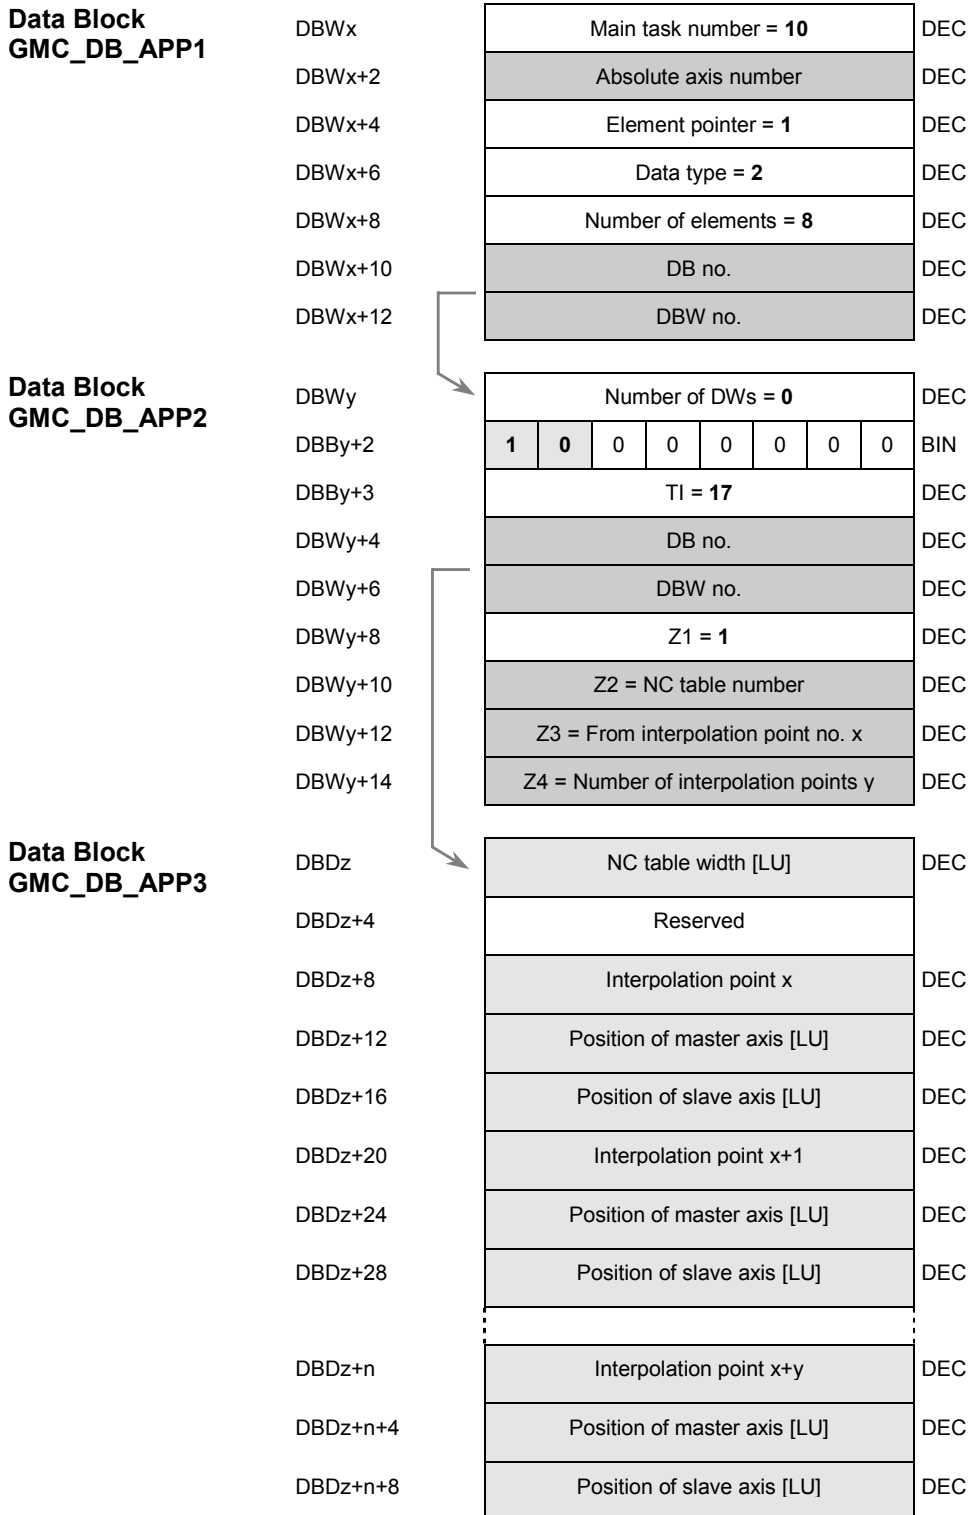 Data Block
GMC_DB_APP1
DBWx Main task number = 10 DEC
DBWx+2 Absolute axis number DEC
DBWx+4 Element pointer = 1 DEC
DBWx+6 Data type = 2 DEC
DBWx+8 Number of elements = 8 DEC
DBWx+10 DB no. DEC
DBWx+12 DBW no. DEC
Data Block
GMC_DB_APP2
DBWy Number of DWs = 0 DEC
DBBy+2 1 0 0 0 0 0 0 0 BIN
DBBy+3 TI = 17 DEC
DBWy+4 DB no. DEC
DBWy+6 DBW no. DEC
DBWy+8 Z1 = 1 DEC
DBWy+10 Z2 = NC table number DEC
DBWy+12 Z3 = From interpolation point no. x DEC
DBWy+14 Z4 = Number of interpolation points y DEC
Data Block
GMC_DB_APP3
DBDz NC table width [LU] DEC
DBDz+4 Reserved
DBDz+8 Interpolation point x DEC
DBDz+12 Position of master axis [LU] DEC
DBDz+16 Position of slave axis [LU] DEC
DBDz+20 Interpolation point x+1 DEC
DBDz+24 Position of master axis [LU] DEC
DBDz+28 Position of slave axis [LU] DEC
DBDz+n Interpolation point x+y DEC
DBDz+n+4 Position of master axis [LU] DEC
DBDz+n+8 Position of slave axis [LU] DEC